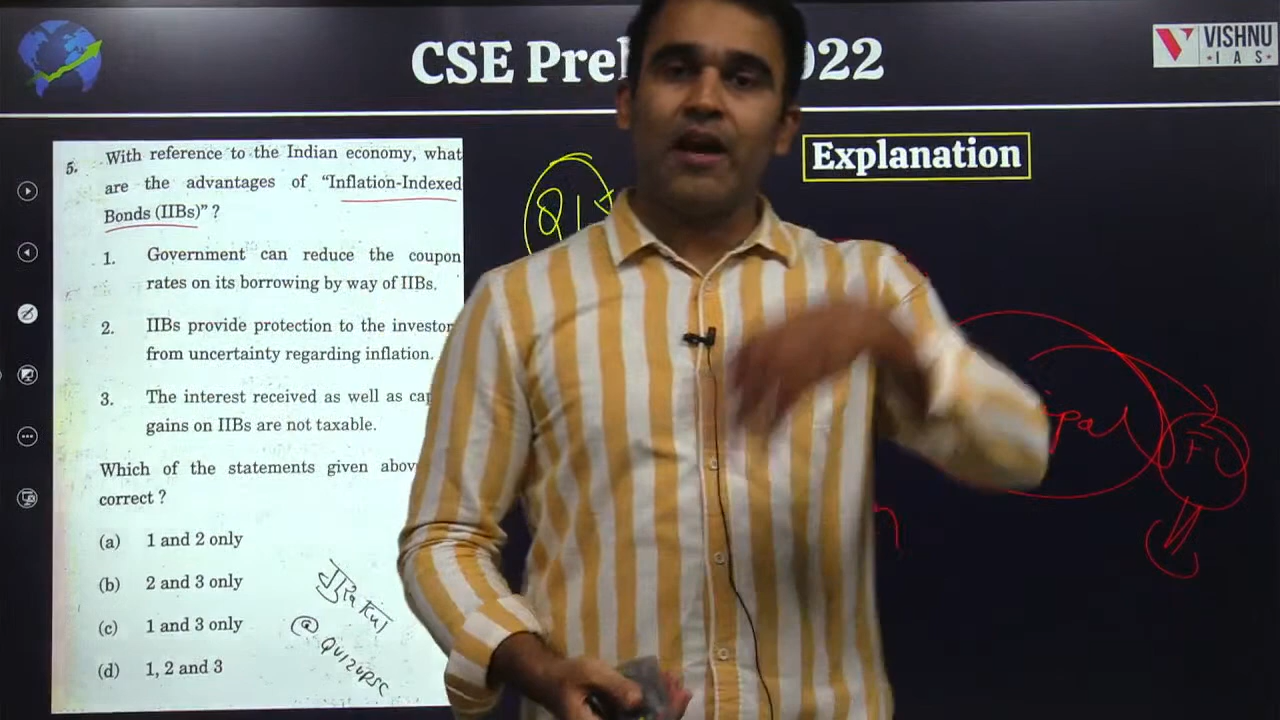 CSE Prel 022
VISHNU
IAS
Explanation
5. With reference to the Indian economy, what
are the advantages of “Inflation-Indexed
Bonds (IIBs)”?
1. Government can reduce the coupon
rates on its borrowing by way of IIBs.
2. IIBs provide protection to the investor
from uncertainty regarding inflation.
3. The interest received as well as cap
gains on IIBs are not taxable.
Which of the statements given abov
correct ?
(a) 1 and 2 only
(b) 2 and 3 only
(c) 1 and 3 only
(d) 1, 2 and 3
@ QUIZUPSC
ipal